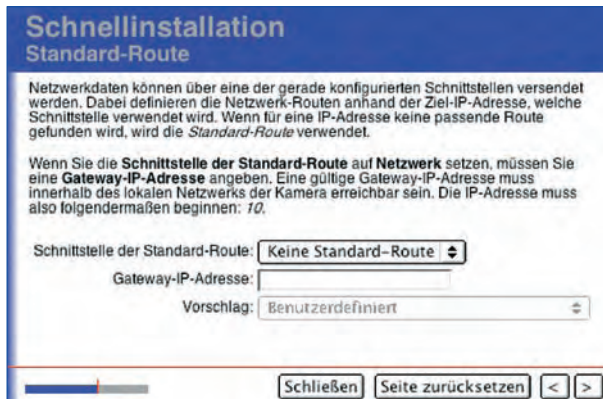 Schnellinstallation
Standard-Route
Netzwerkdaten können über eine der gerade konfigurierten Schnittstellen versendet
werden. Dabei definieren die Netzwerk-Routen anhand der Ziel-IP-Adresse, welche
Schnittstelle verwendet wird. Wenn für eine IP-Adresse keine passende Route
gefunden wird, wird die Standard-Route verwendet.
Wenn Sie die Schnittstelle der Standard-Route auf Netzwerk setzen, müssen Sie
eine Gateway-IP-Adresse angeben. Eine gültige Gateway-IP-Adresse muss
innerhalb des lokalen Netzwerks der Kamera erreichbar sein. Die IP-Adresse muss
also folgendermaßen beginnen: 10.
Schnittstelle der Standard-Route: Keine Standard-Route
Gateway-IP-Adresse:
Vorschlag: Benutzerdefiniert
Schließen Seite zurücksetzen < >